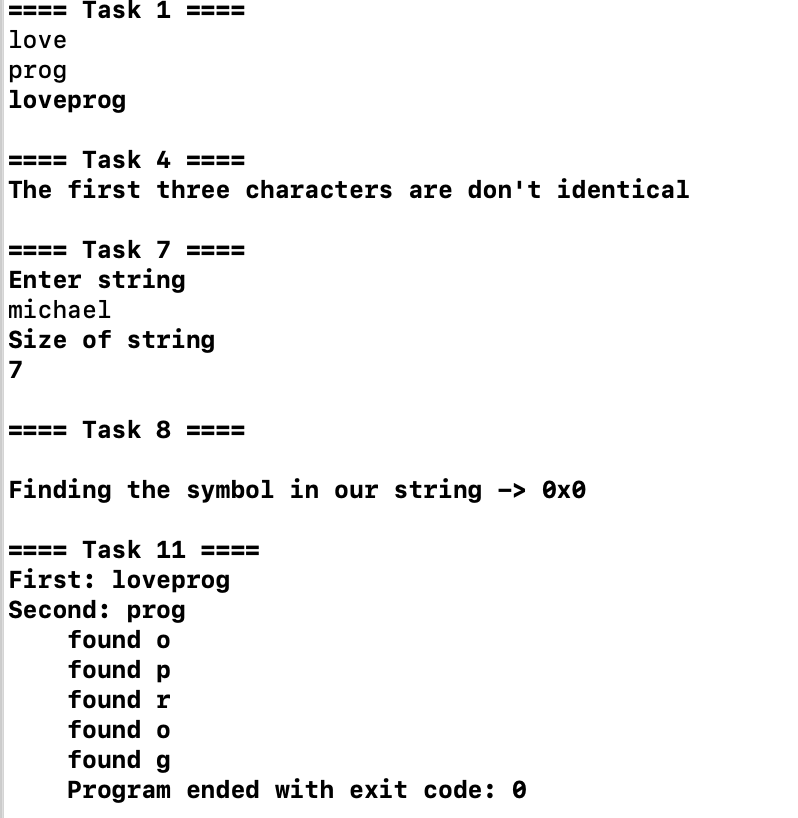 ==== Task 1 ====
love
prog
loveprog
==== Task 4 ====
The first three characters are don't identical
==== Task 7 ====
Enter string
michael
Size of string
7
==== Task 8 ====
Finding the symbol in our string -> 0x0
==== Task 11 ====
First: loveprog
Second: prog
found o
found p
found r
found o
found g
Program ended with exit code: 0